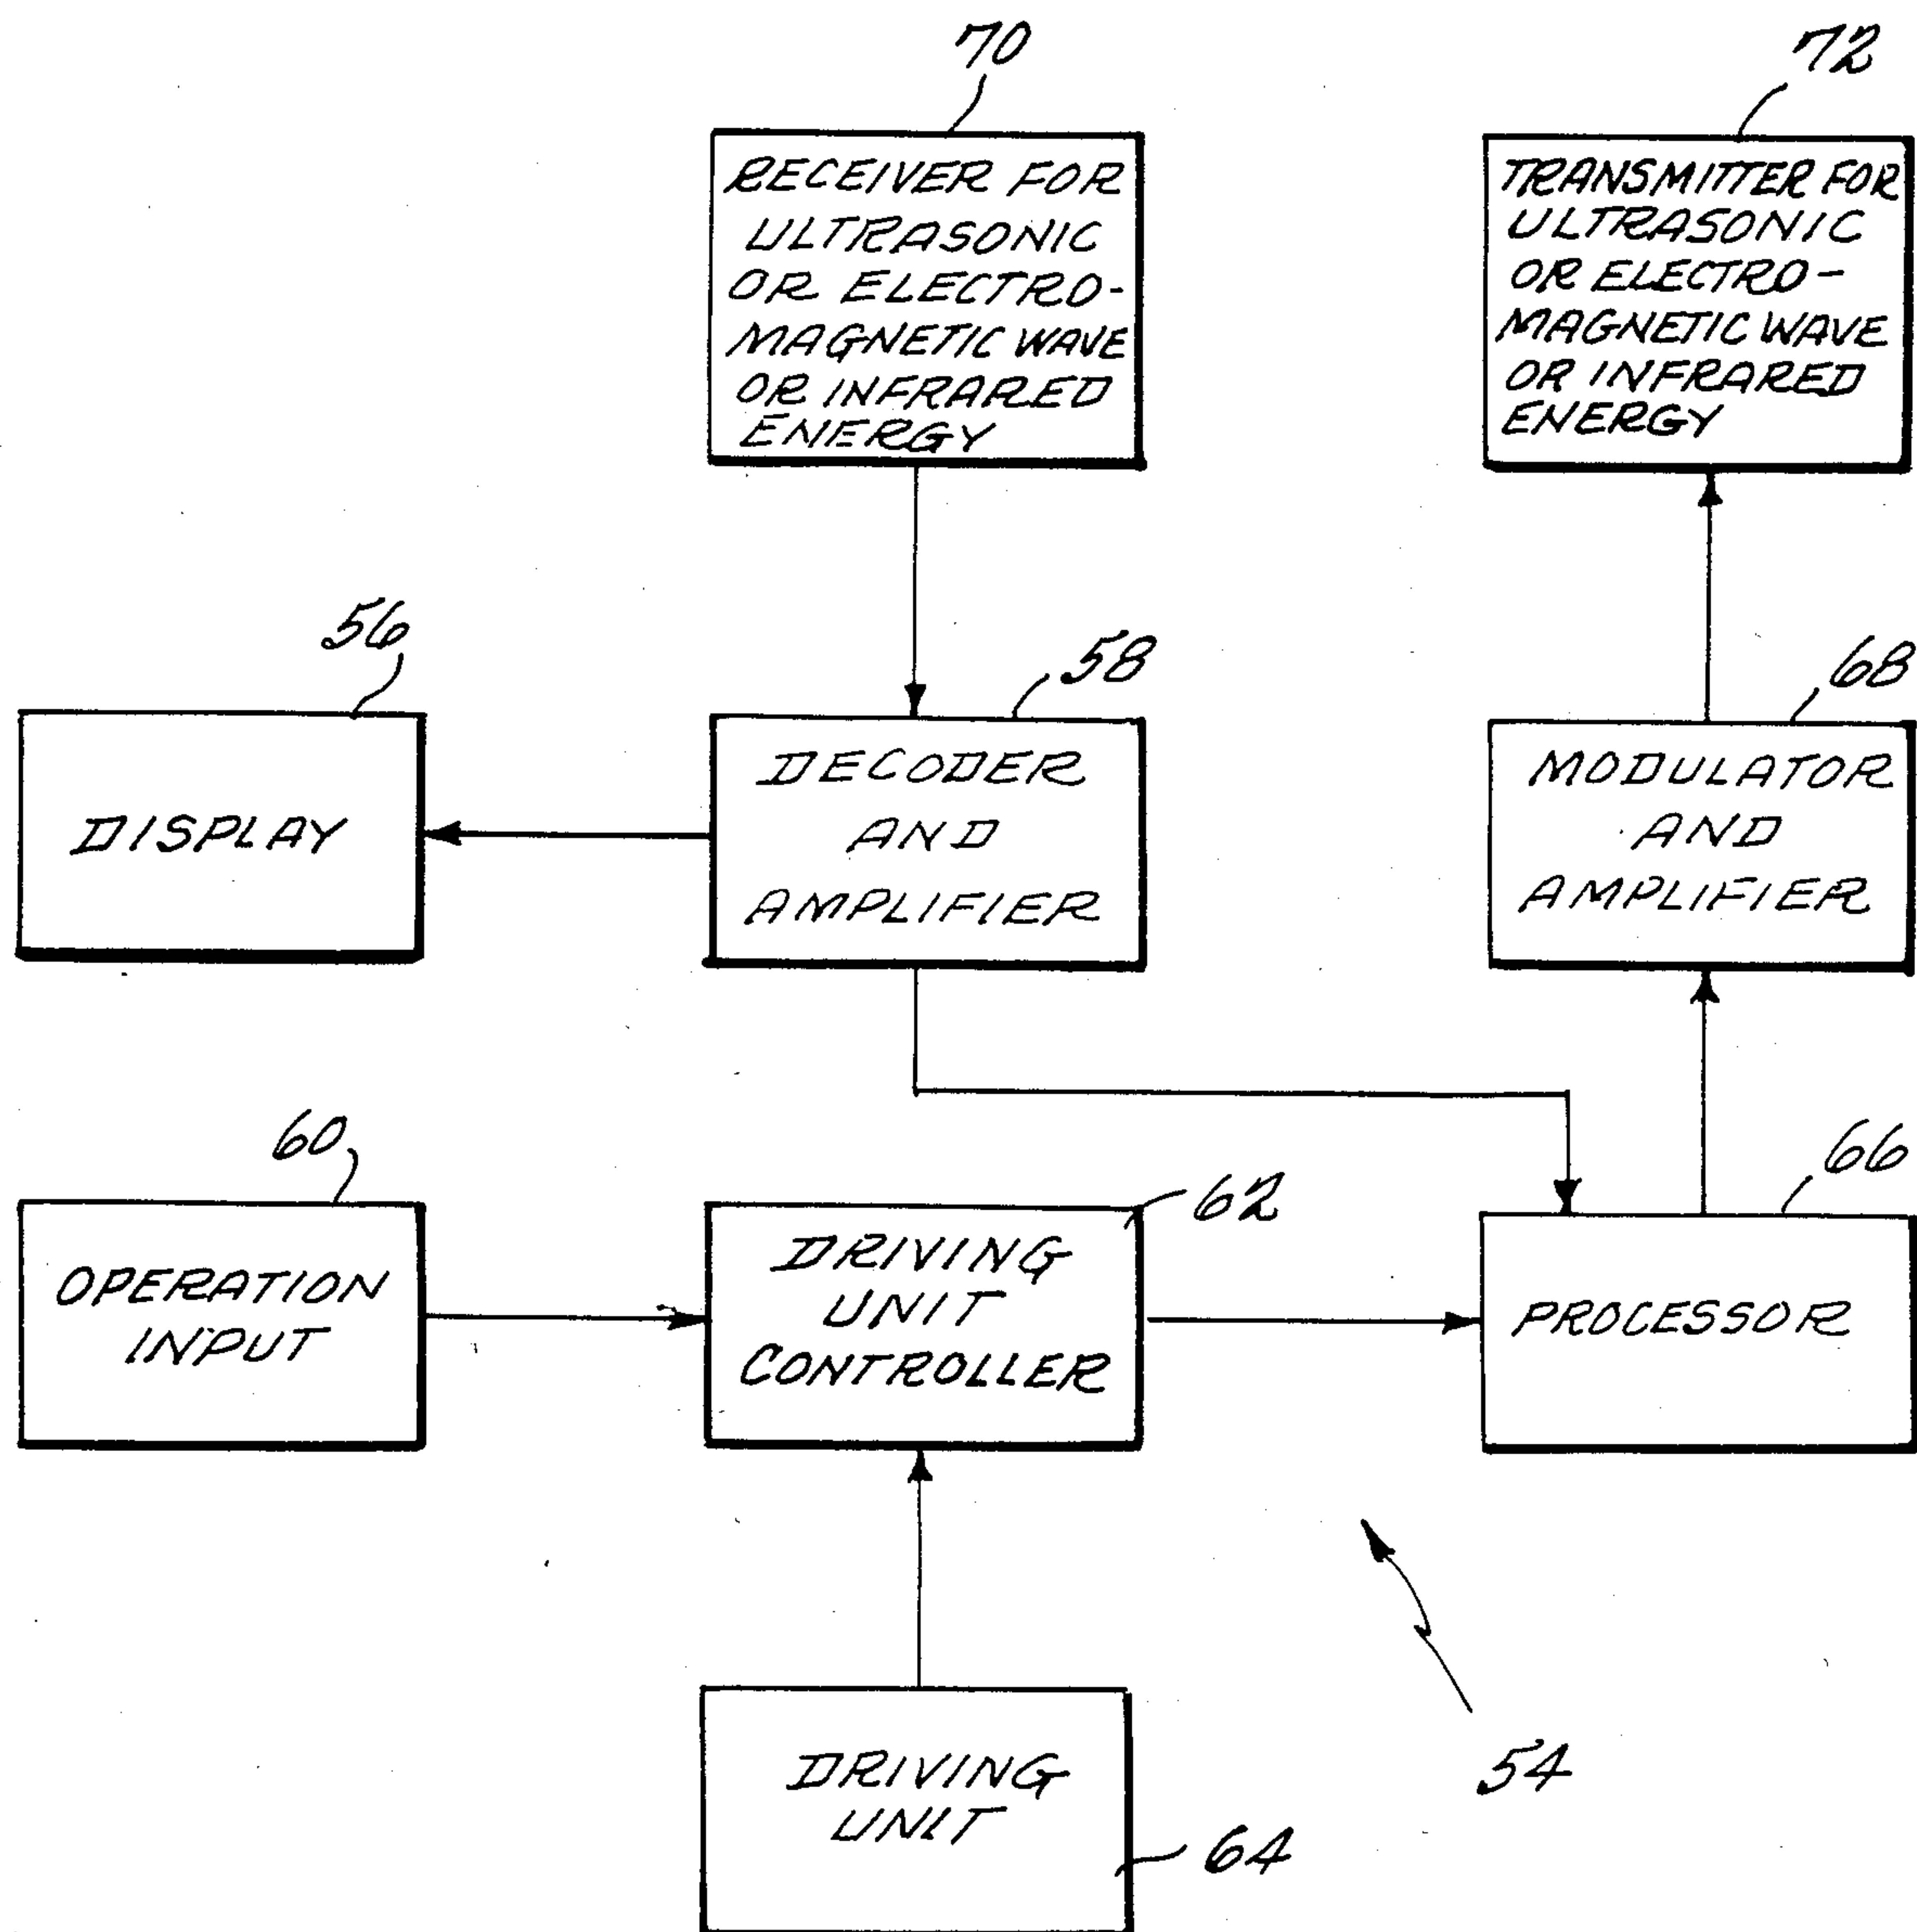 70
72
RECEIVER FOR
ULTRASONIC
OR ELECTRO-
MAGNETIC WAVE
OR INFRARED
ENERGY
TRANSMITTER FOR
ULTRASONIC
OR ELECTRO-
MAGNETIC WAVE
OR INFRARED
ENERGY
56
58
68
DISPLAY
DECODER
AND
AMPLIFIER
MODULATOR
AND
AMPLIFIER
60
62
66
OPERATION
INPUT
DRIVING
UNIT
CONTROLLER
PROCESSOR
DRIVING
UNIT
64
54